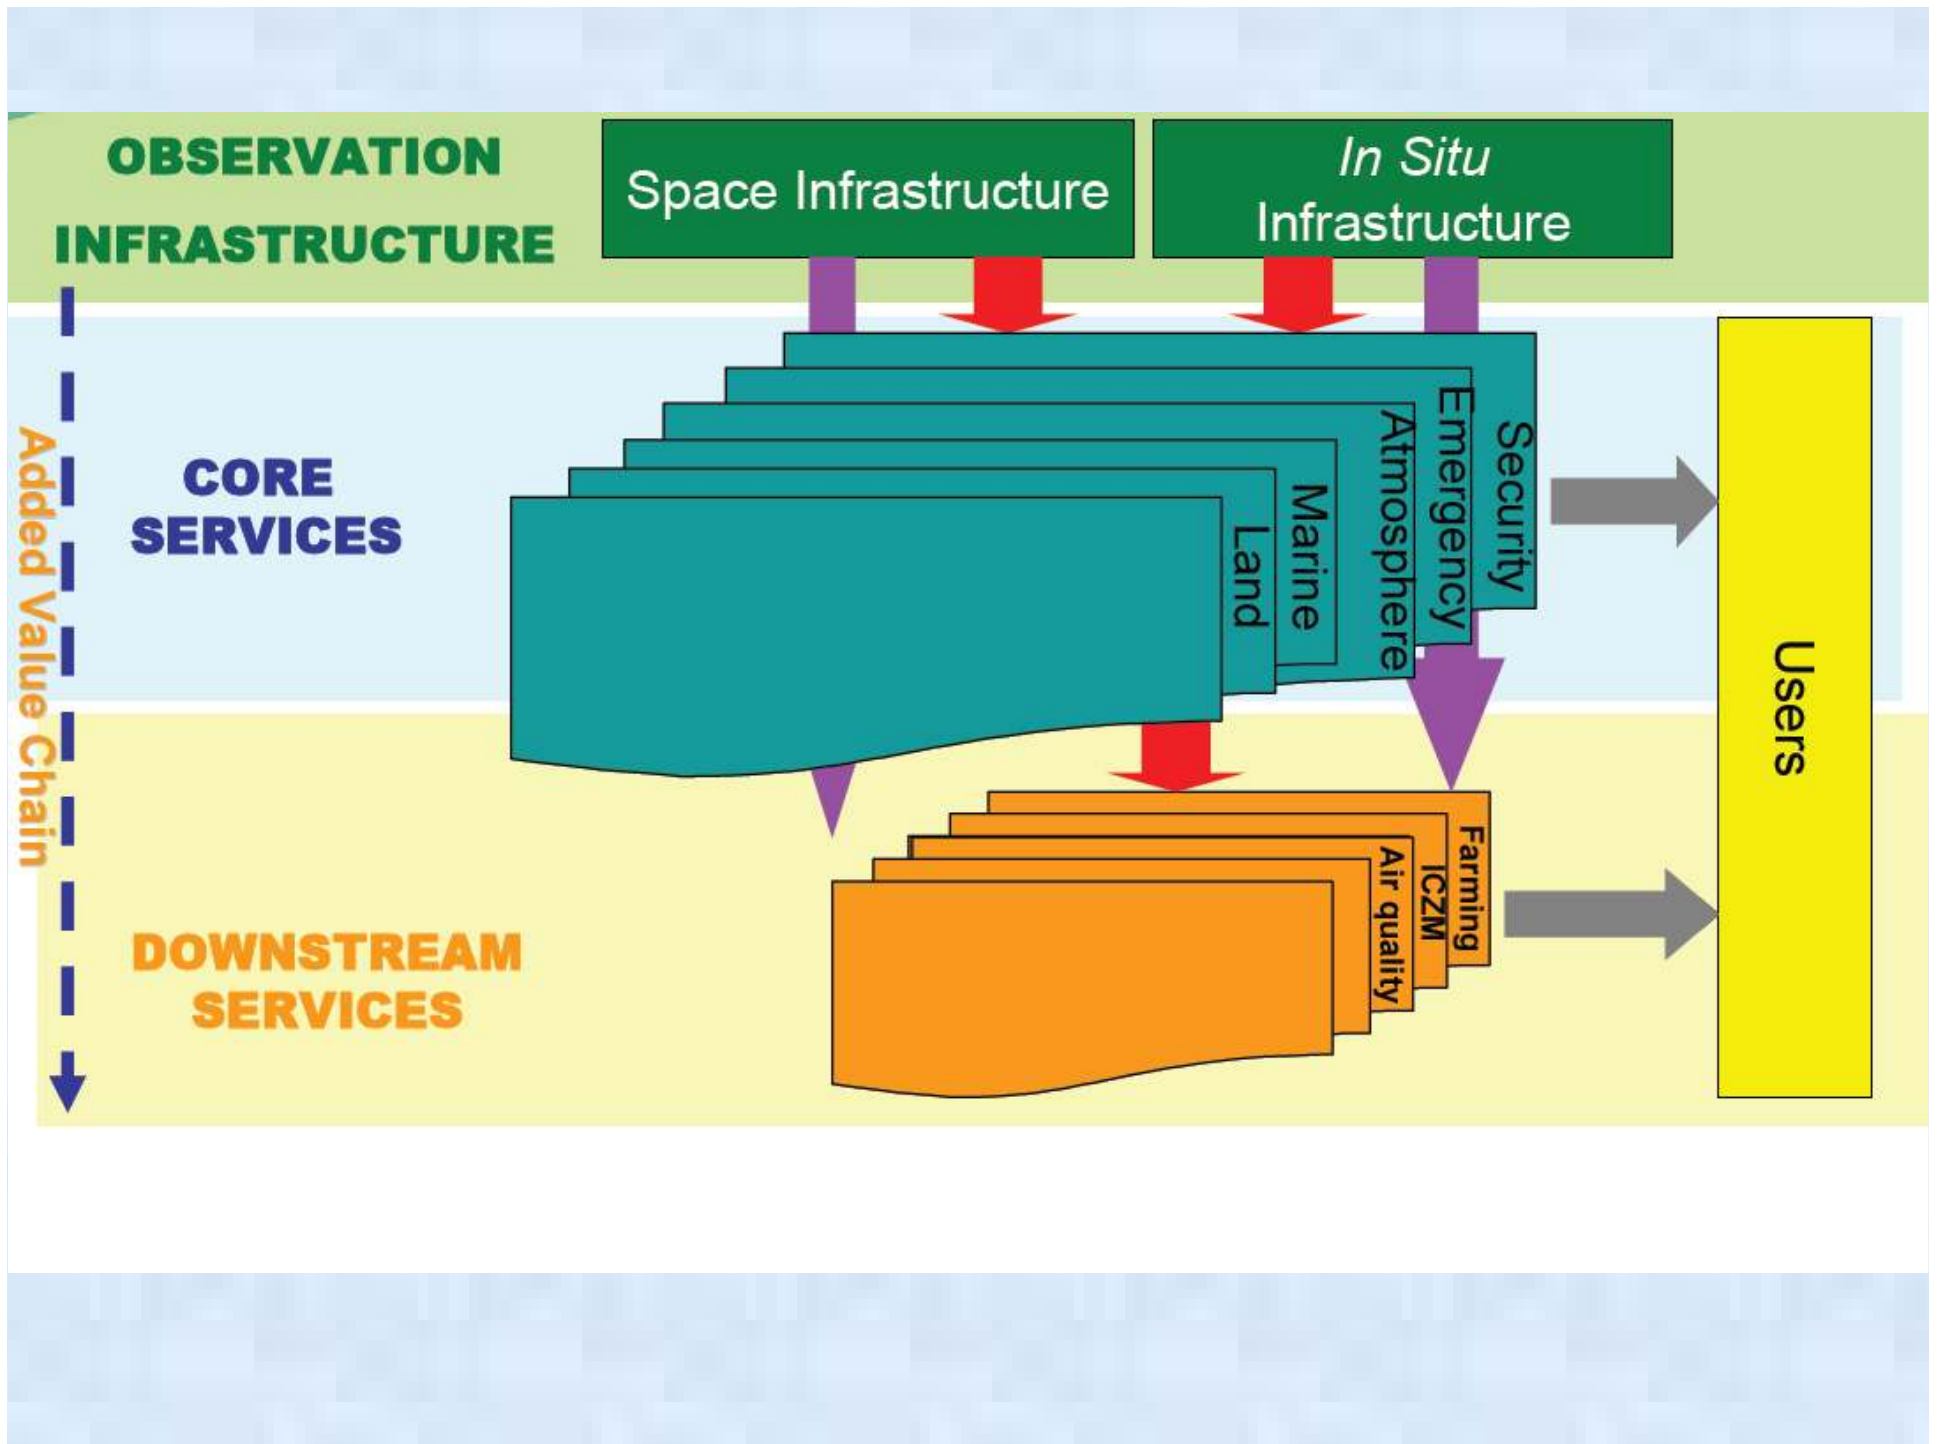 OBSERVATION
INFRASTRUCTURE
Space Infrastructure
In Situ
Infrastructure
Added Value Chain
CORE
SERVICES
Land
Marine
Atmosphere
Emergency
Security
Users
DOWNSTREAM
SERVICES
Air quality
ICZM
Farming